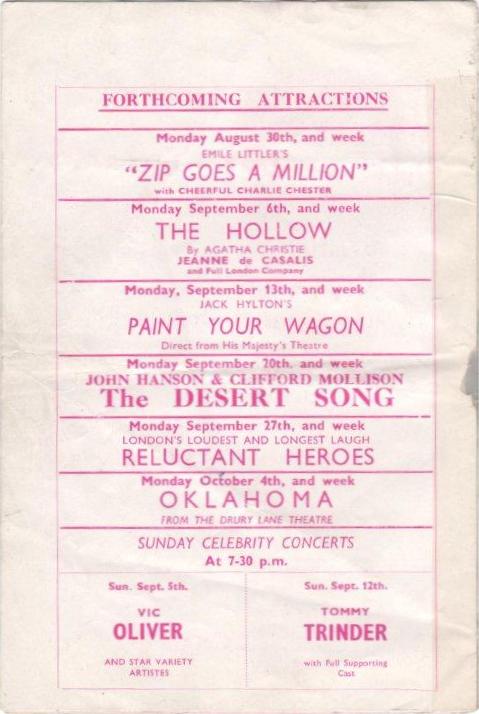 FORTHCOMING ATTRACTIONS
Monday August 30th, and week
EMILE LITTLER'S
"ZIP GOES A MILLION"
with CHEERFUL CHARLIE CHESTER
Monday September 6th, and week
THE HOLLOW
By AGATHA CHRISTIE
JEANNE de CASALIS
and Full London Company
Monday, September 13th, and week
JACK HYLTON'S
PAINT YOUR WAGON
Direct from His Majesty's Theatre
Monday September 20th. and week
JOHN HANSON & CLIFFORD MOLLISON
The DESERT SONG
Monday September 27th, and week
LONDON'S LOUDEST AND LONGEST LAUGH
RELUCTANT HEROES
Monday October 4th, and week
OKLAHOMA
FROM THE DRURY LANE THEATRE
SUNDAY CELEBRITY CONCERTS
At 7-30 p.m.
Sun. Sept. 5th.
VIC
OLIVER
AND STAR VARIETY
ARTISTES
Sun. Sept. 12th.
TOMMY
TRINDER
with Full Supporting
Cast